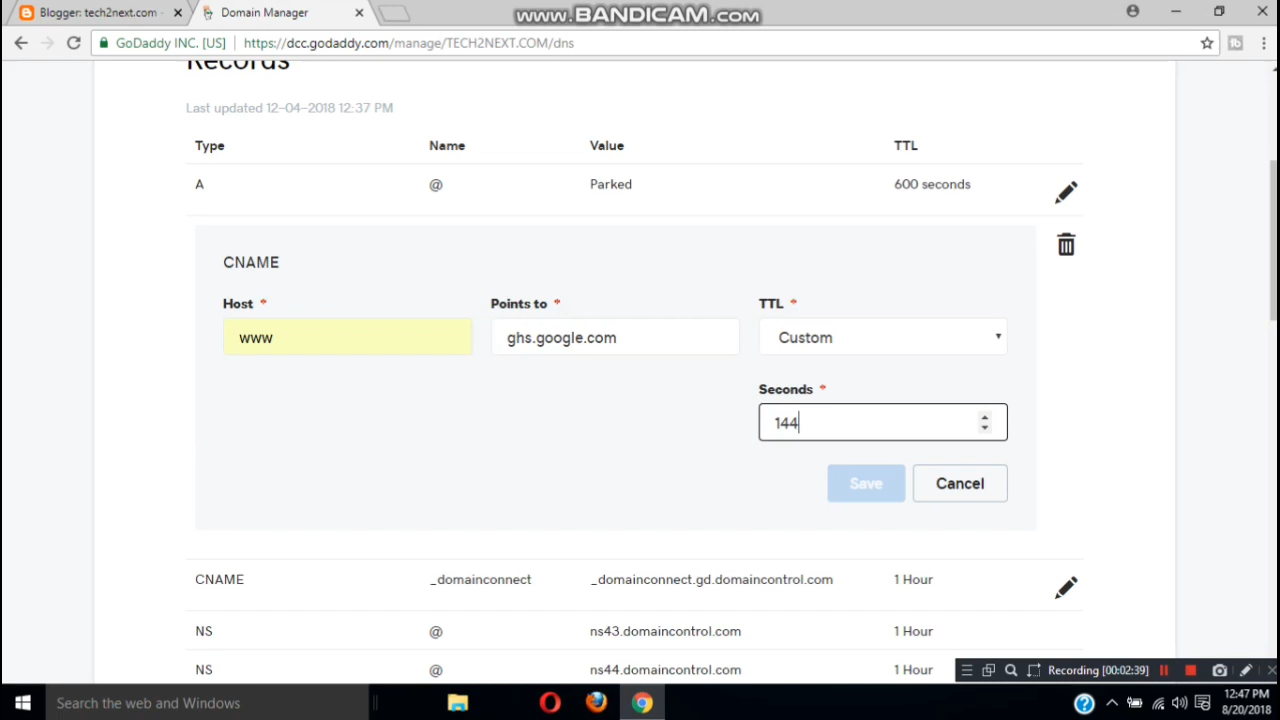 Blogger: tech2next.com -
Domain Manager
www.BANDICAM.com
GoDaddy INC. [US]
https://dcc.godaddy.com/manage/TECH2NEXT.COM/dns
Records
Last updated 12-04-2018 12:37 PM
Type Name Value TTL
A @ Parked 600 seconds
CNAME
Host * Points to * TTL *
www ghs.google.com Custom
Seconds *
144
Save Cancel
CNAME _domainconnect _domainconnect.gd.domaincontrol.com 1 Hour
NS @ ns43.domaincontrol.com 1 Hour
NS @ ns44.domaincontrol.com 1 Hour
Recording [00:02:39]
Search the web and Windows
12:47 PM
8/20/2018